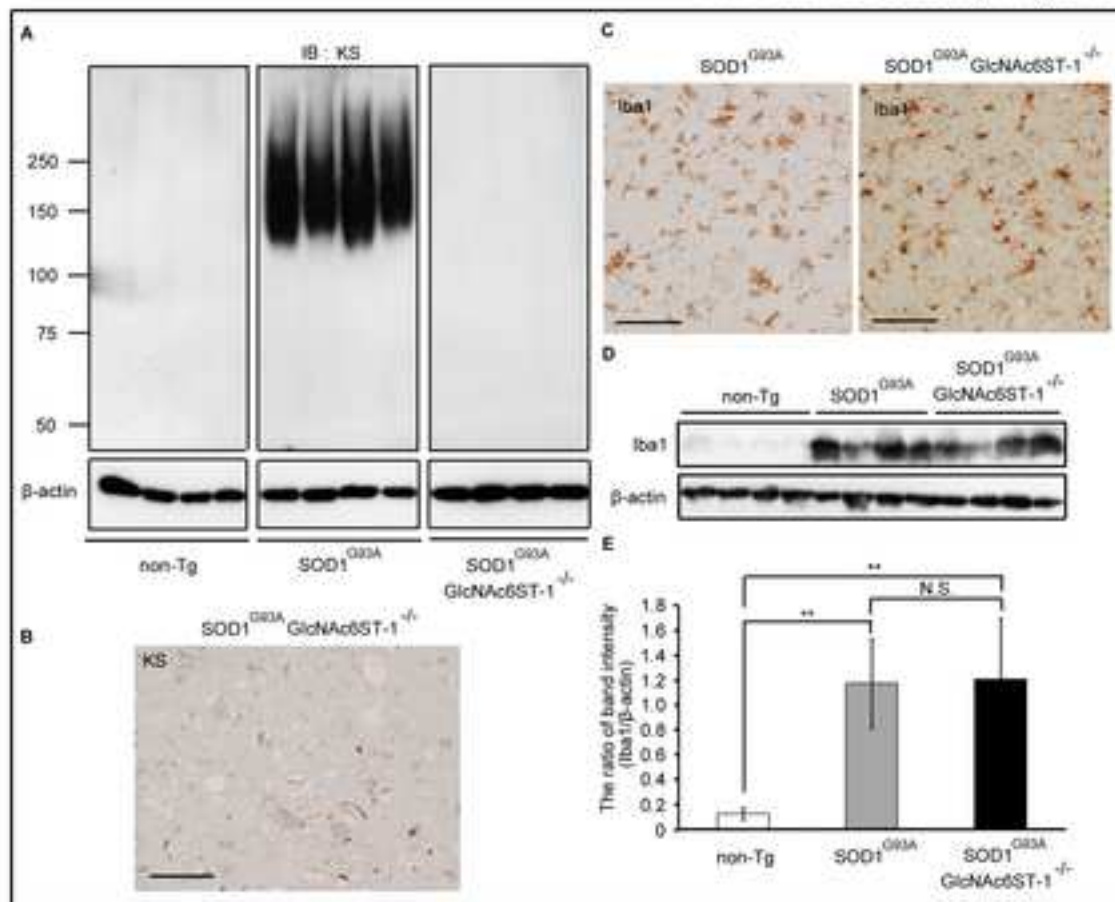 A
IB : KS
250
150
100
75
50
β-actin
non-Tg
SOD1G93A
SOD1G93A
GlcNAc6ST-1-/-
B
SOD1G93A GlcNAc6ST-1-/-
KS
C
SOD1G93A
SOD1G93A GlcNAc6ST-1-/-
Iba1
Iba1
D
non-Tg
SOD1G93A
SOD1G93A
GlcNAc6ST-1-/-
Iba1
β-actin
E
**
N.S.
**
The ratio of band intensity
(Iba1/β-actin)
1.8
1.6
1.4
1.2
1.0
0.8
0.6
0.4
0.2
0
non-Tg
SOD1G93A
SOD1G93A
GlcNAc6ST-1-/-